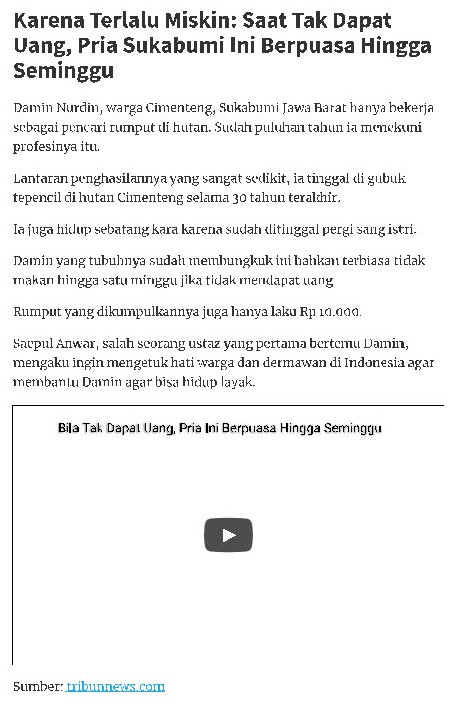 Karena Terlalu Miskin: Saat Tak Dapat
Uang, Pria Sukabumi Ini Berpuasa Hingga
Seminggu
Damin Nurdin, warga Cimenteng, Sukabumi Jawa Barat hanya bekerja
sebagai pencari rumput di hutan. Sudah puluhan tahun ia menekuni
profesinya itu.
Lantaran penghasilannya yang sangat sedikit, ia tinggal di gubuk
tepencil di hutan Cimenteng selama 30 tahun terakhir.
Ia juga hidup sebatang kara karena sudah ditinggal pergi sang istri.
Damin yang tubuhnya sudah membungkuk ini bahkan terbiasa tidak
makan hingga satu minggu jika tidak mendapat uang
Rumput yang dikumpulkannya juga hanya laku Rp 10.000.
Saepul Anwar, salah seorang ustaz yang pertama bertemu Damin,
mengaku ingin mengetuk hati warga dan dermawan di Indonesia agar
membantu Damin agar bisa hidup layak.
Bila Tak Dapat Uang, Pria Ini Berpuasa Hingga Seminggu
Sumber: tribunnews.com